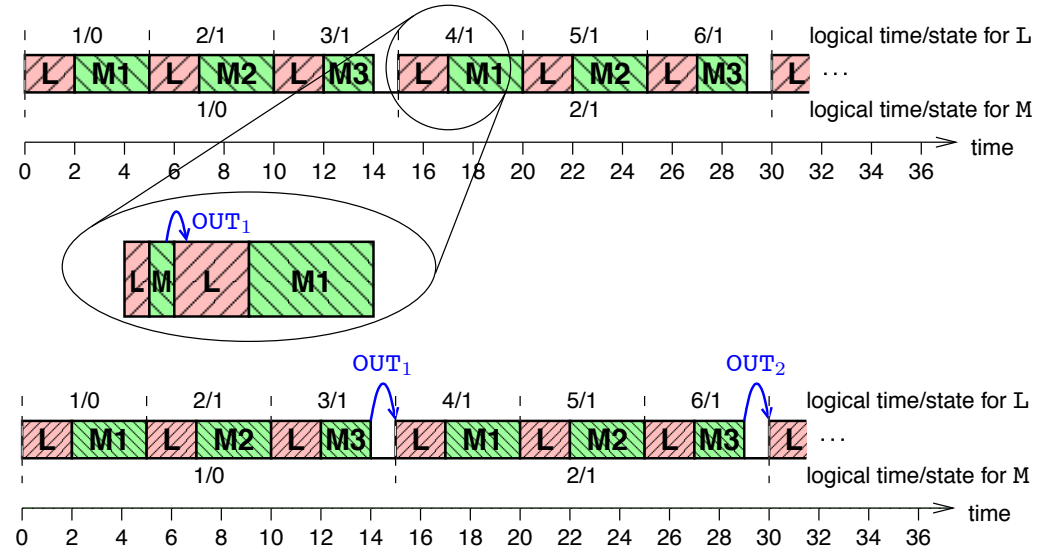 1/0 2/1 3/1 4/1 5/1 6/1 logical time/state for L
L M1 L M2 L M3 L M1 L M2 L M3 L ...
1/0 2/1 logical time/state for M
time
0 2 4 6 8 10 12 14 16 18 20 22 24 26 28 30 32 34 36
OUT₁
L M L M1
OUT₁ OUT₂
1/0 2/1 3/1 4/1 5/1 6/1 logical time/state for L
L M1 L M2 L M3 L M1 L M2 L M3 L ...
1/0 2/1 logical time/state for M
time
0 2 4 6 8 10 12 14 16 18 20 22 24 26 28 30 32 34 36